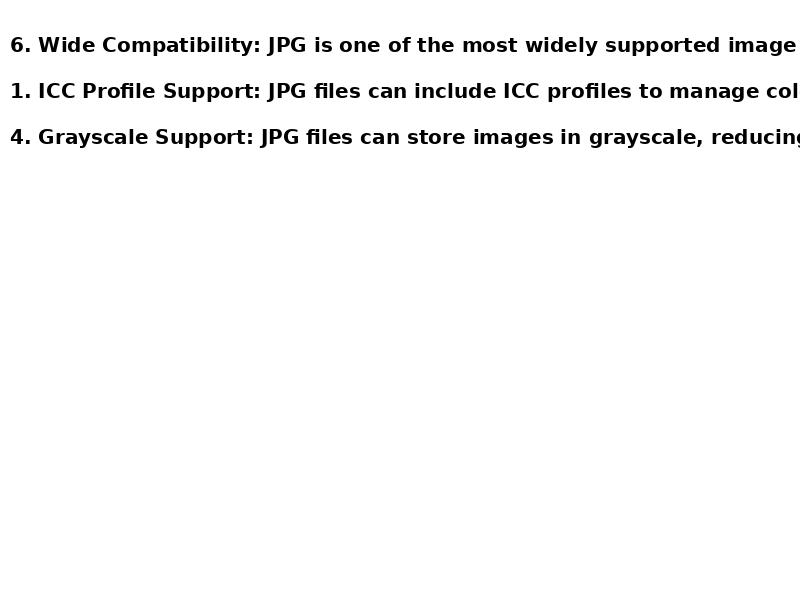 6. Wide Compatibility: JPG is one of the most widely supported image
1. ICC Profile Support: JPG files can include ICC profiles to manage
4. Grayscale Support: JPG files can store images in grayscale, reducing